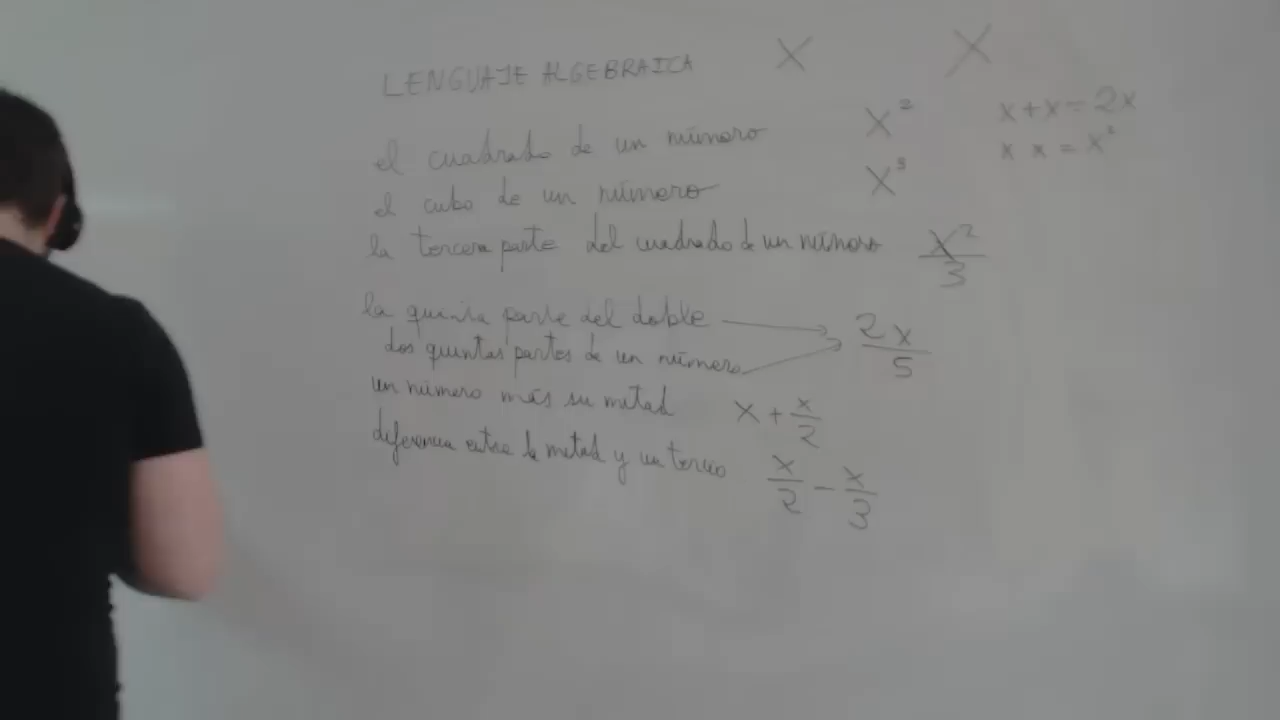 LENGUAJE ALGEBRAICA X X
el cuadrado de un número x² x+x=2x
el cubo de un número x³ x x = x²
la tercera parte del cuadrado de un número x²/3
la quinta parte del doble
dos quintas partes de un número 2x/5
un número más su mitad x + x/2
diferencia entre la mitad y un tercio x/2 - x/3